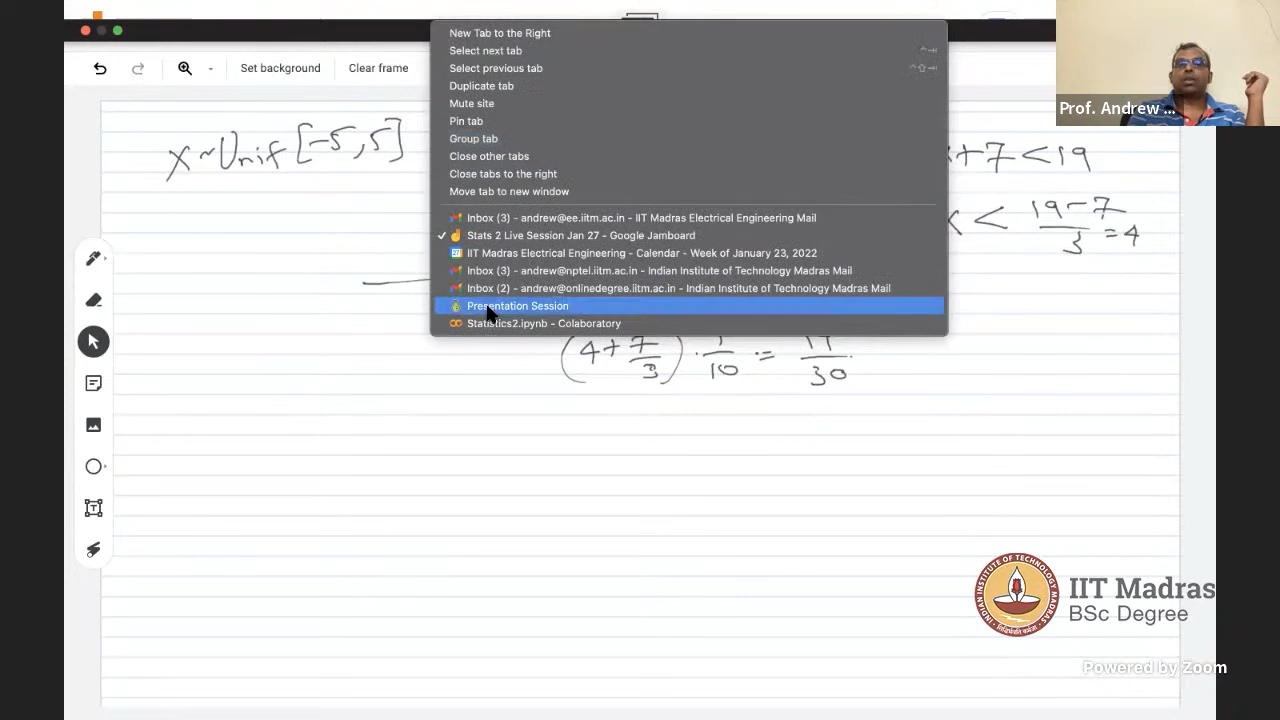 New Tab to the Right
Select next tab
Select previous tab
Duplicate tab
Mute site
Pin tab
Group tab
Close other tabs
Close tabs to the right
Move tab to new window
Inbox (3) - andrew@ee.iitm.ac.in - IIT Madras Electrical Engineering Mail
✓ Stats 2 Live Session Jan 27 - Google Jamboard
IIT Madras Electrical Engineering - Calendar - Week of January 23, 2022
Inbox (3) - andrew@nptel.iitm.ac.in - Indian Institute of Technology Madras Mail
Inbox (2) - andrew@onlinedegree.iitm.ac.in - Indian Institute of Technology Madras Mail
Presentation Session
Statistics2.ipynb - Colaboratory
Prof. Andrew ...
Set background
Clear frame
X ~ Unif [-5, 5]
+7 < 19
< (19-7)/3 = 4
(4 + 7/3) · 1/10 = 19/30
IIT Madras
BSc Degree
Powered by Zoom